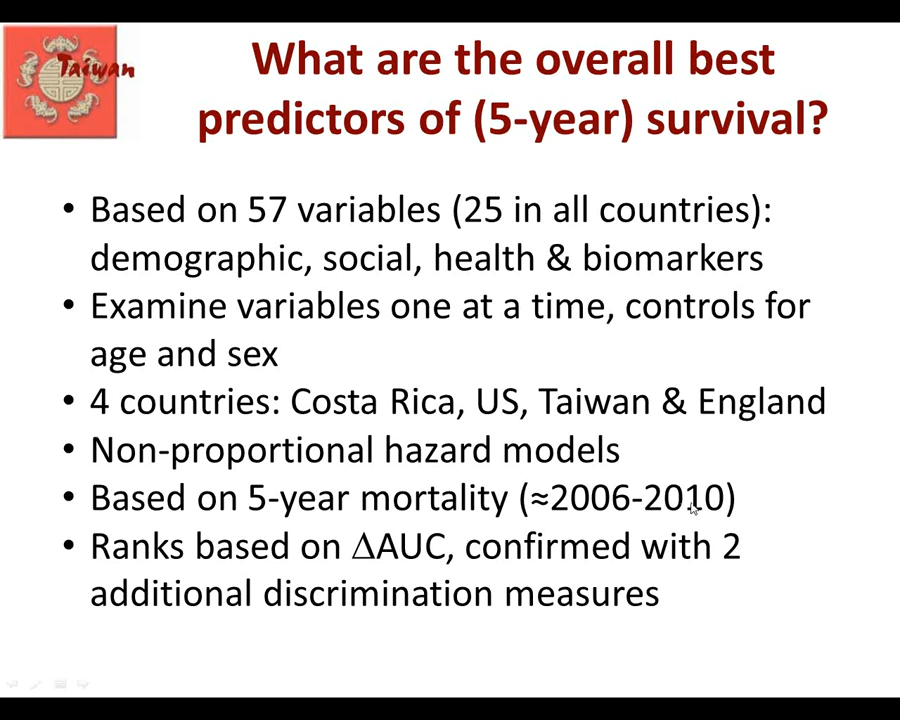 Taiwan
What are the overall best
predictors of (5-year) survival?
• Based on 57 variables (25 in all countries):
demographic, social, health & biomarkers
• Examine variables one at a time, controls for
age and sex
• 4 countries: Costa Rica, US, Taiwan & England
• Non-proportional hazard models
• Based on 5-year mortality (≈2006-2010)
• Ranks based on ΔAUC, confirmed with 2
additional discrimination measures